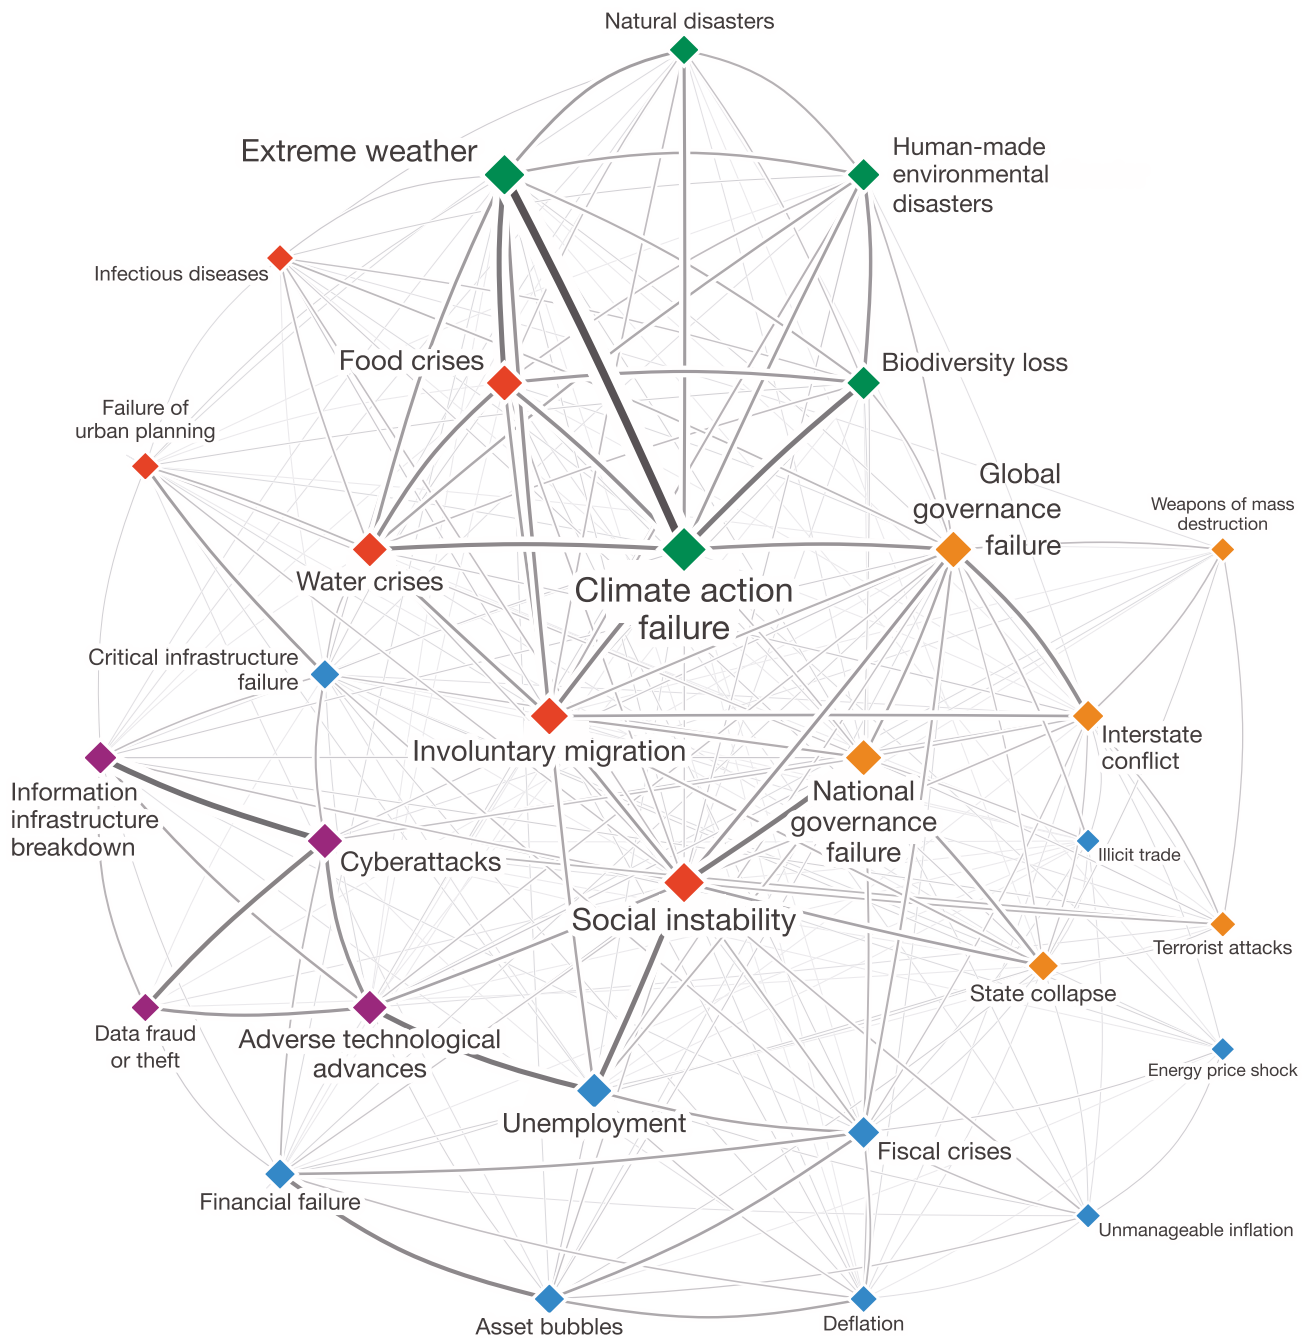 Natural disasters
Extreme weather
Human-made
environmental
disasters
Infectious diseases
Food crises
Biodiversity loss
Failure of
urban planning
Global
governance
failure
Weapons of mass
destruction
Water crises
Climate action
failure
Critical infrastructure
failure
Involuntary migration
Interstate
conflict
Information
infrastructure
breakdown
National
governance
failure
Cyberattacks
Illicit trade
Social instability
Terrorist attacks
State collapse
Data fraud
or theft
Adverse technological
advances
Energy price shock
Unemployment
Fiscal crises
Financial failure
Unmanageable inflation
Asset bubbles
Deflation